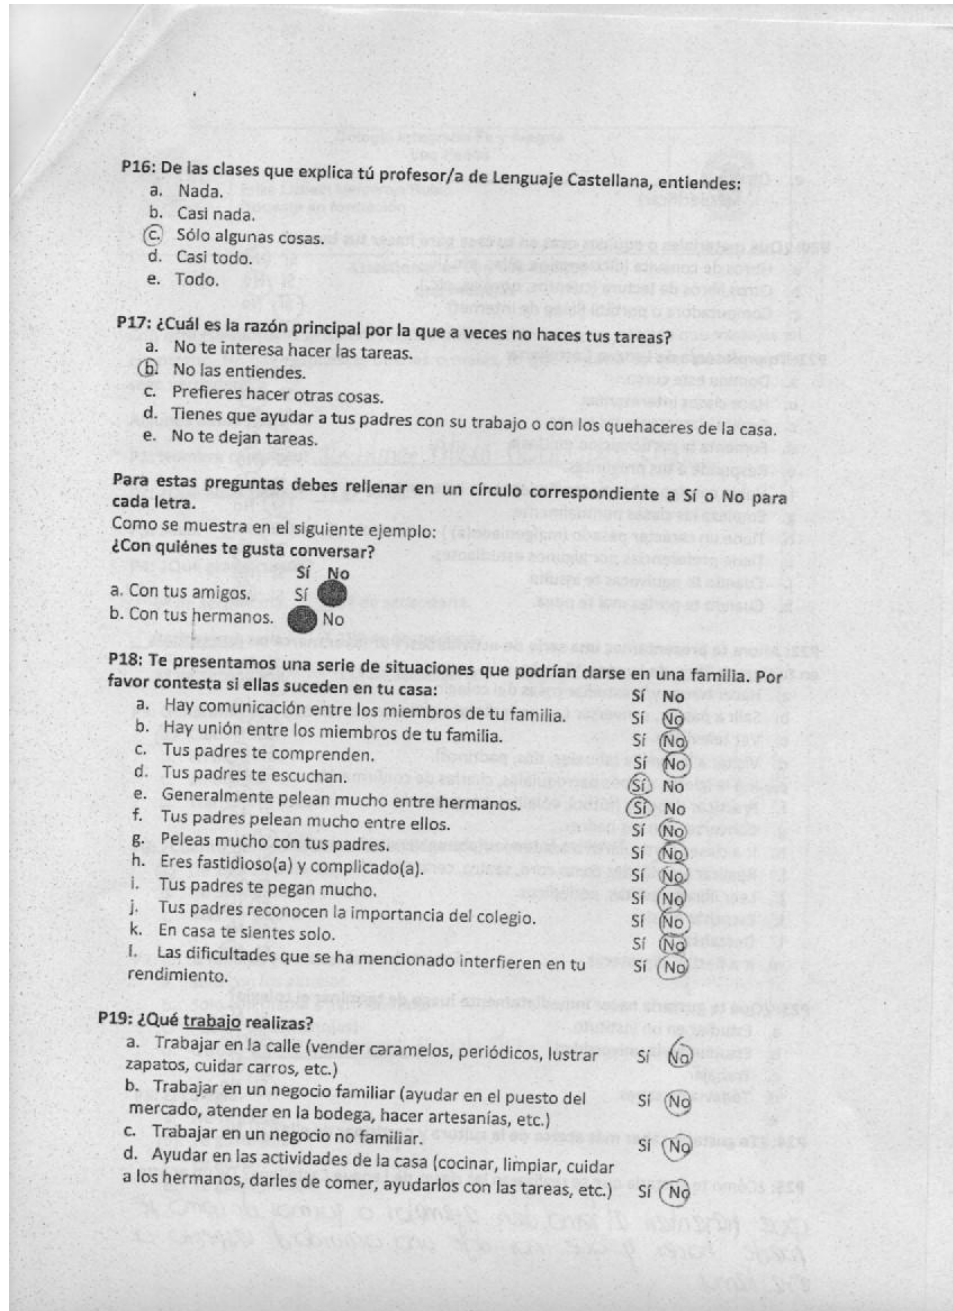 P16: De las clases que explica tú profesor/a de Lenguaje Castellana, entiendes:
a. Nada.
b. Casi nada.
c. Sólo algunas cosas.
d. Casi todo.
e. Todo.
P17: ¿Cuál es la razón principal por la que a veces no haces tus tareas?
a. No te interesa hacer las tareas.
b. No las entiendes.
c. Prefieres hacer otras cosas.
d. Tienes que ayudar a tus padres con su trabajo o con los quehaceres de la casa.
e. No te dejan tareas.
Para estas preguntas debes rellenar en un círculo correspondiente a Sí o No para
cada letra.
Como se muestra en el siguiente ejemplo:
¿Con quiénes te gusta conversar?
Sí No
a. Con tus amigos. Sí
b. Con tus hermanos. No
P18: Te presentamos una serie de situaciones que podrían darse en una familia. Por
favor contesta si ellas suceden en tu casa: Sí No
a. Hay comunicación entre los miembros de tu familia. Sí No
b. Hay unión entre los miembros de tu familia. Sí No
c. Tus padres te comprenden. Sí No
d. Tus padres te escuchan. Sí No
e. Generalmente pelean mucho entre hermanos. Sí No
f. Tus padres pelean mucho entre ellos. Sí No
g. Peleas mucho con tus padres. Sí No
h. Eres fastidioso(a) y complicado(a). Sí No
i. Tus padres te pegan mucho. Sí No
j. Tus padres reconocen la importancia del colegio. Sí No
k. En casa te sientes solo. Sí No
l. Las dificultades que se ha mencionado interfieren en tu Sí No
rendimiento.
P19: ¿Qué trabajo realizas?
a. Trabajar en la calle (vender caramelos, periódicos, lustrar Sí No
zapatos, cuidar carros, etc.)
b. Trabajar en un negocio familiar (ayudar en el puesto del Sí No
mercado, atender en la bodega, hacer artesanías, etc.)
c. Trabajar en un negocio no familiar. Sí No
d. Ayudar en las actividades de la casa (cocinar, limpiar, cuidar
a los hermanos, darles de comer, ayudarlos con las tareas, etc.) Sí No